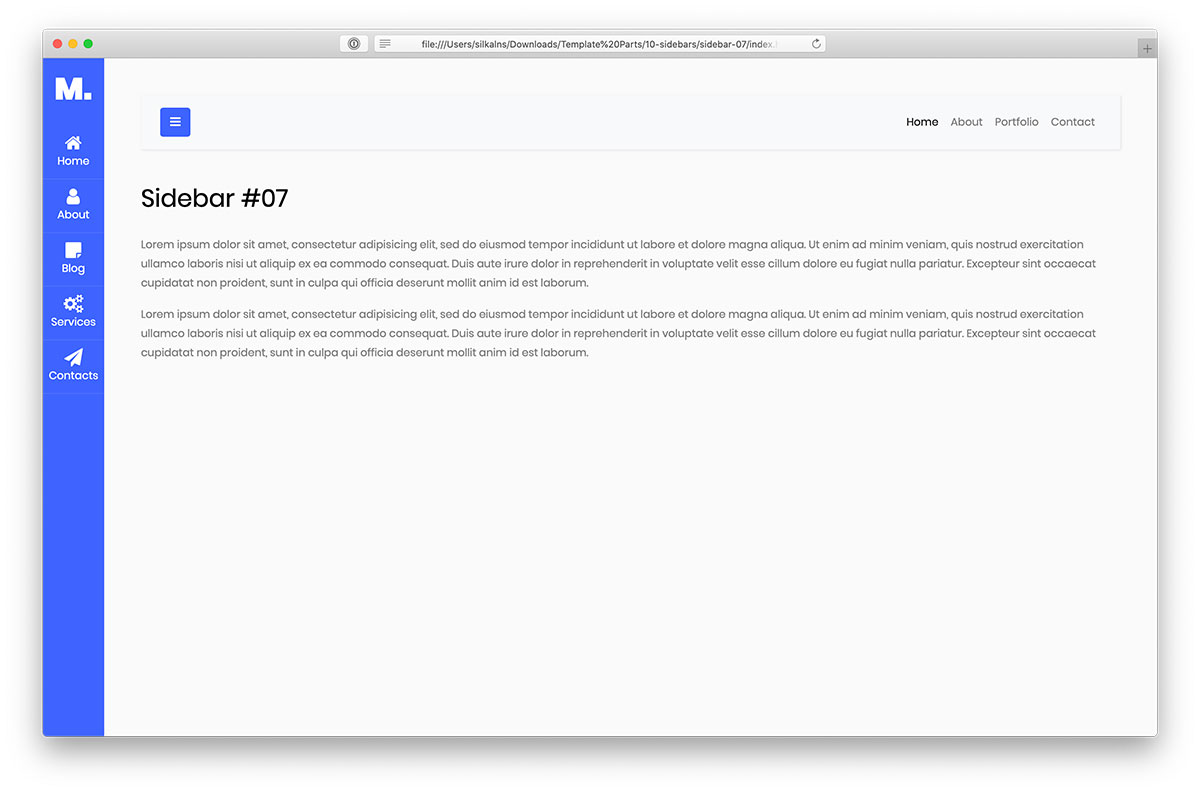 file:///Users/silkalns/Downloads/Template%20Parts/10-sidebars/sidebar-07/index.
M.
Home
About
Blog
Services
Contacts
Home About Portfolio Contact
Sidebar #07
Lorem ipsum dolor sit amet, consectetur adipisicing elit, sed do eiusmod tempor incididunt ut labore et dolore magna aliqua. Ut enim ad minim veniam, quis nostrud exercitation
ullamco laboris nisi ut aliquip ex ea commodo consequat. Duis aute irure dolor in reprehenderit in voluptate velit esse cillum dolore eu fugiat nulla pariatur. Excepteur sint occaecat
cupidatat non proident, sunt in culpa qui officia deserunt mollit anim id est laborum.
Lorem ipsum dolor sit amet, consectetur adipisicing elit, sed do eiusmod tempor incididunt ut labore et dolore magna aliqua. Ut enim ad minim veniam, quis nostrud exercitation
ullamco laboris nisi ut aliquip ex ea commodo consequat. Duis aute irure dolor in reprehenderit in voluptate velit esse cillum dolore eu fugiat nulla pariatur. Excepteur sint occaecat
cupidatat non proident, sunt in culpa qui officia deserunt mollit anim id est laborum.